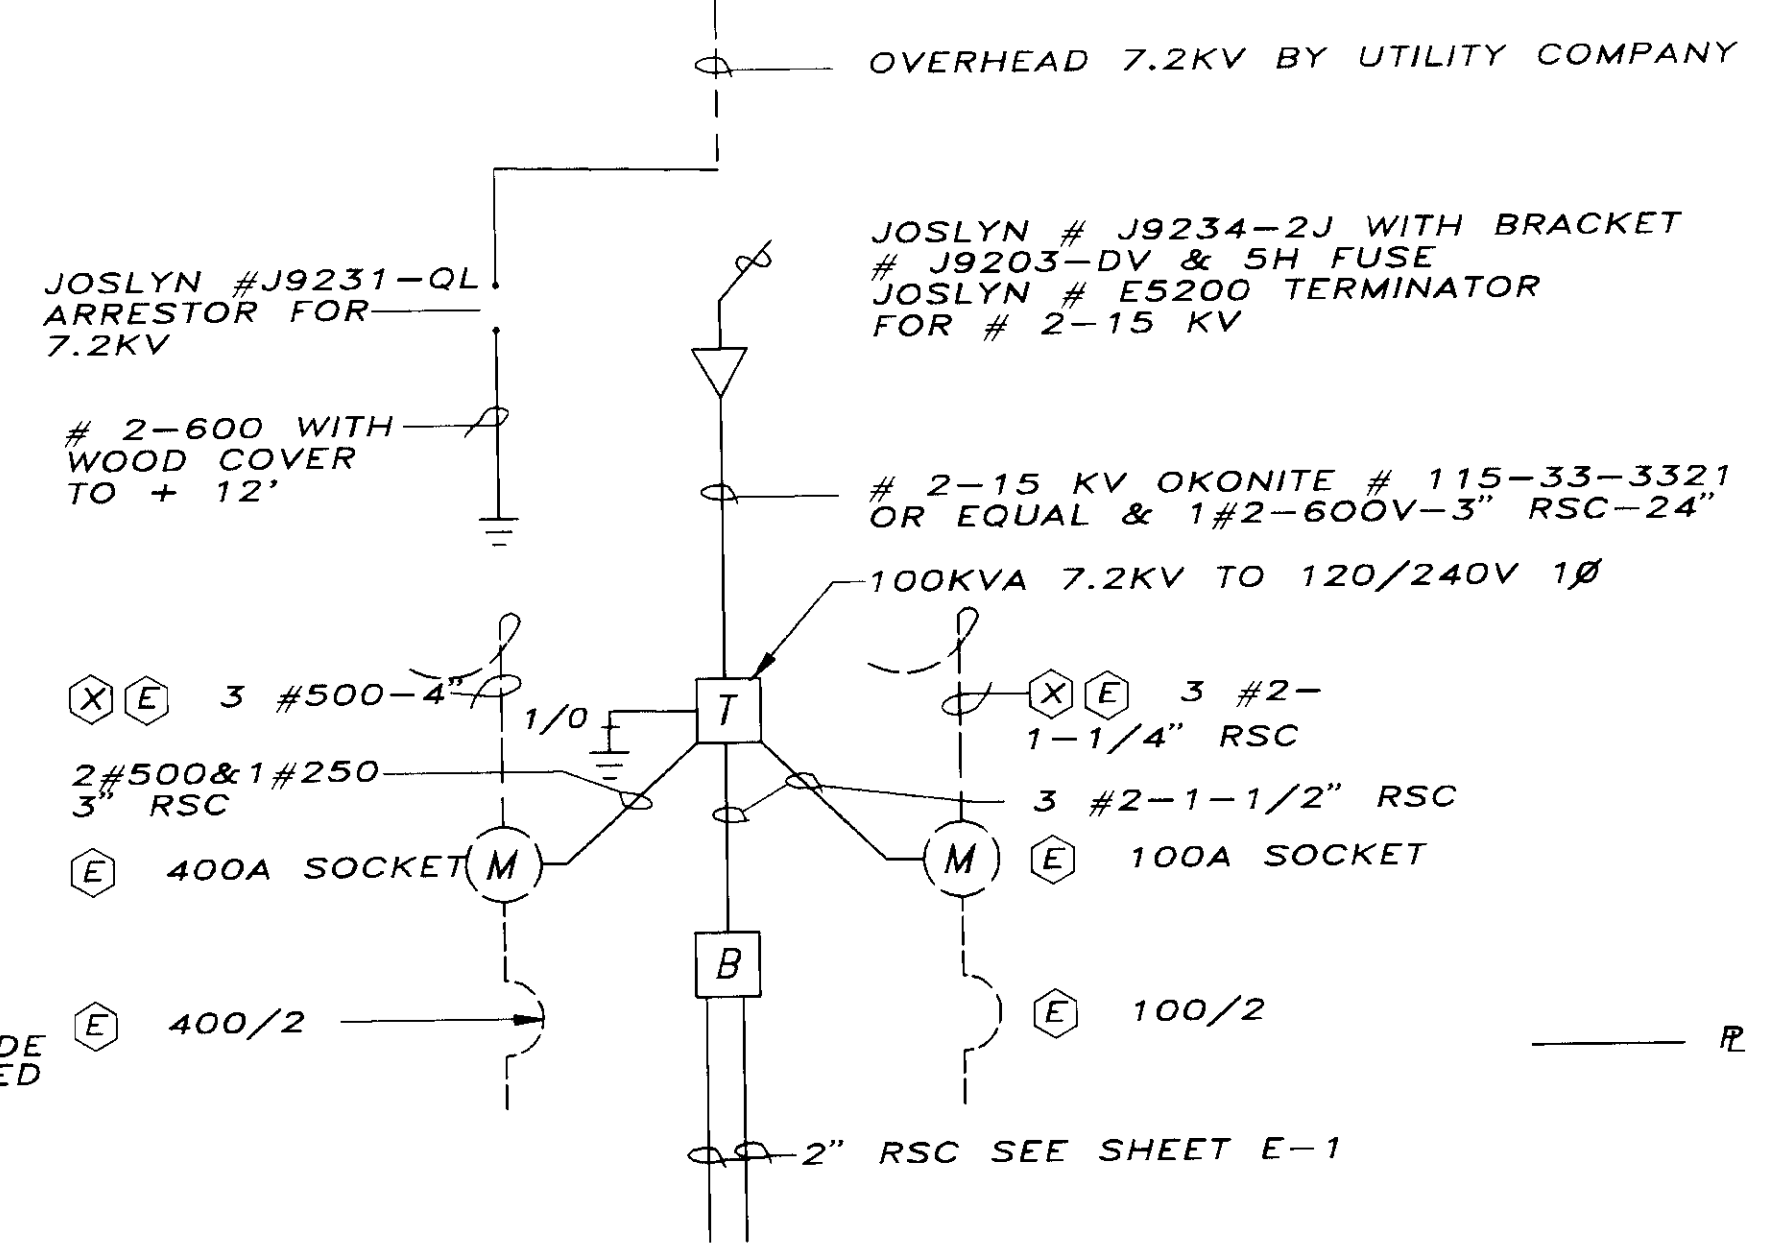 OVERHEAD 7.2KV BY UTILITY COMPANY
JOSLYN #J9231-QL
ARRESTOR FOR
7.2KV
JOSLYN # J9234-2J WITH BRACKET
# J9203-DV & 5H FUSE
JOSLYN # E5200 TERMINATOR
FOR # 2-15 KV
# 2-600 WITH
WOOD COVER
TO + 12'
# 2-15 KV OKONITE # 115-33-3321
OR EQUAL & 1#2-600V-3" RSC-24"
100KVA 7.2KV TO 120/240V 1Ø
X E 3 #500-4"
1/0
T
X E 3 #2-
1-1/4" RSC
2#500&1#250
3" RSC
3 #2-1-1/2" RSC
E 400A SOCKET
M
M
E 100A SOCKET
B
E 400/2
E 100/2
DE
ED
PL
2" RSC SEE SHEET E-1